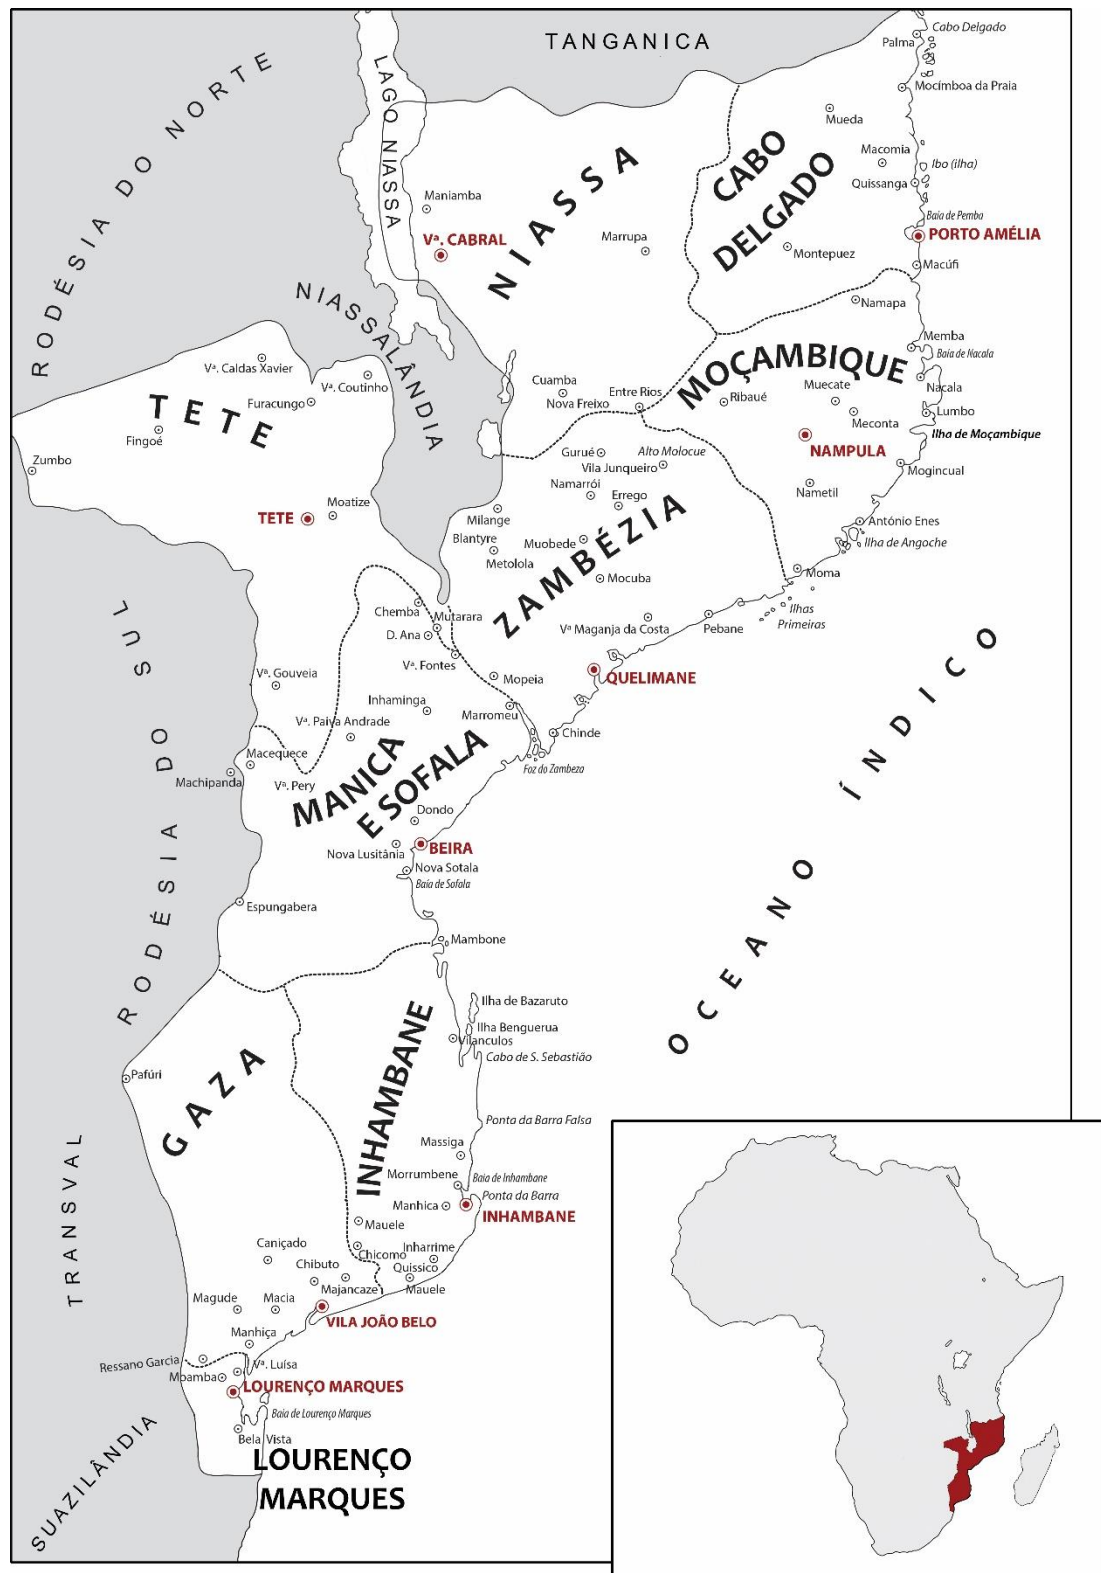 TANGANICA
Cabo Delgado
Palma
Mocímboa da Praia
Mueda
Macomia
Ibo (ilha)
Quissanga
Baía de Pemba
PORTO AMÉLIA
Macúfi
Montepuez
CABO
DELGADO
RODÉSIA DO NORTE
LAGO NIASSA
Maniamba
Vª. CABRAL
NIASSA
Marrupa
NIASSALÂNDIA
Namapa
Memba
Baía de Nacala
MOÇAMBIQUE
Nacala
Lumbo
Ilha de Moçambique
Muecate
Meconta
Ribaué
NAMPULA
Mogincual
Nametil
António Enes
Ilha de Angoche
Moma
Ilhas
Primeiras
Cuamba
Nova Freixo
Entre Rios
Vª. Caldas Xavier
Vª. Coutinho
Furacungo
TETE
Fingoé
Zumbo
TETE
Moatize
Gurué
Alto Molocue
Vila Junqueiro
Namarrói
Errego
Milange
Blantyre
Muobede
Metolola
ZAMBÉZIA
Mocuba
Vª Maganja da Costa
Pebane
QUELIMANE
Chemba
Mutarara
D. Ana
Vª. Fontes
Mopeia
Vª. Gouveia
Inhaminga
Marromeu
Chinde
Vª. Paiva Andrade
Foz do Zambeza
Macequece
Machipanda
Vª. Pery
MANICA
E SOFALA
Dondo
Nova Lusitânia
BEIRA
Nova Sotala
Baía de Sofala
Espungabera
Mambone
RODÉSIA DO SUL
OCEANO ÍNDICO
Ilha de Bazaruto
Ilha Benguerua
Vilanculos
Cabo de S. Sebastião
Pafúri
GAZA
INHAMBANE
Ponta da Barra Falsa
Massiga
Morrumbene
Baia de Inhambane
Ponta da Barra
Manhica
INHAMBANE
Mauele
Caniçado
Chicomo
Inharrime
Chibuto
Quissico
Majancaze
Mauele
Magude
Macia
VILA JOÃO BELO
Manhiça
Ressano Garcia
Vª. Luísa
Moamba
LOURENÇO MARQUES
Baia de Lourenço Marques
Bela Vista
LOURENÇO
MARQUES
TRANSVAL
SUAZILÂNDIA